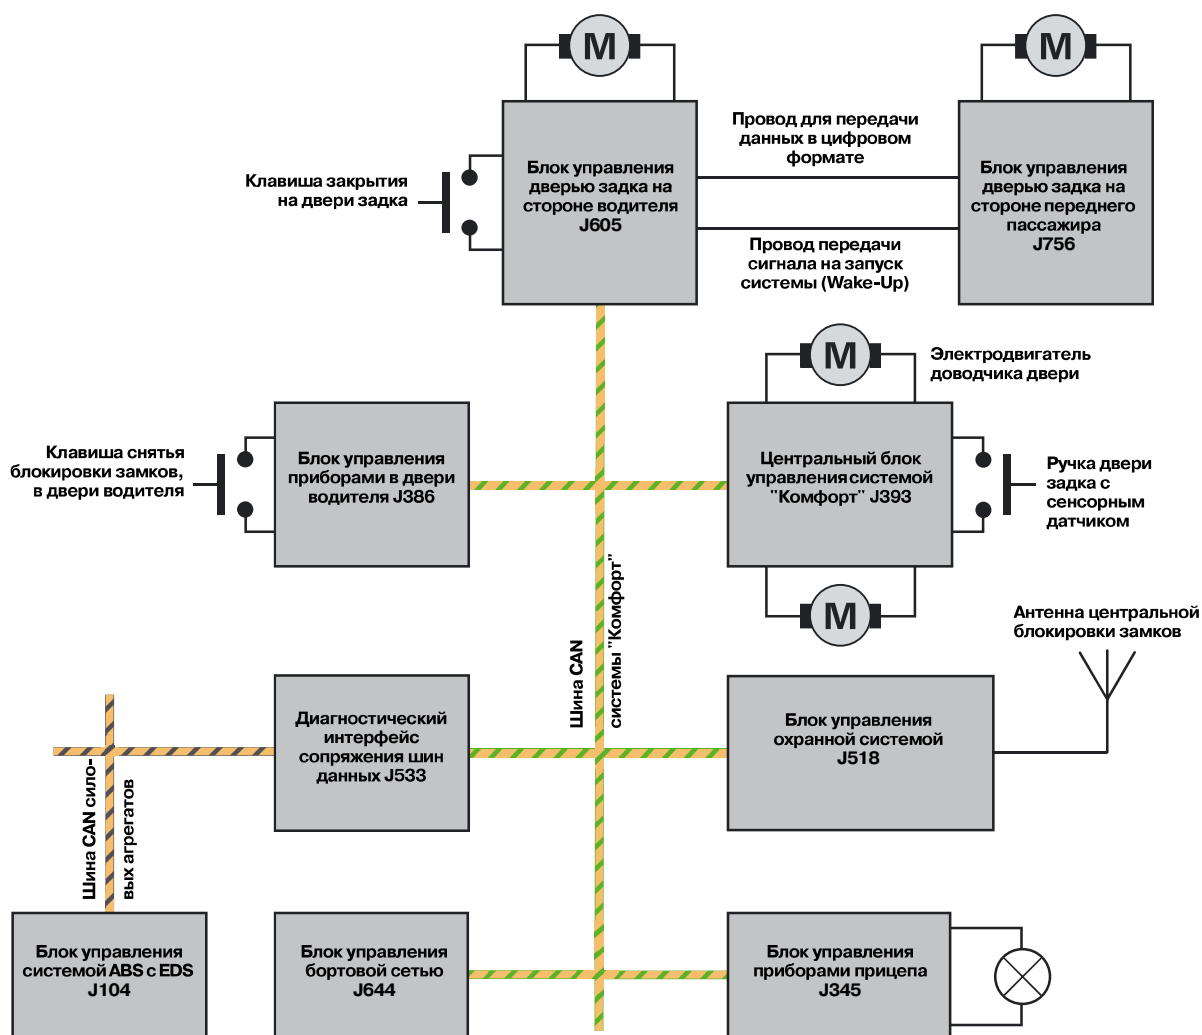 M
M
Блок управления
дверью задка на
стороне водителя
J605
Провод для передачи
данных в цифровом
формате
Блок управления
дверью задка на
стороне переднего
пассажира
J756
Клавиша закрытия
на двери задка
Провод передачи
сигнала на запуск
системы (Wake-Up)
M
Электродвигатель
доводчика двери
Клавиша снятья
блокировки замков,
в двери водителя
Блок управления
приборами в двери
водителя J386
Центральный блок
управления системой
"Комфорт" J393
Ручка двери
задка с
сенсорным
датчиком
M
Шина CAN
системы "Комфорт"
Антенна центральной
блокировки замков
Диагностический
интерфейс
сопряжения шин
данных J533
Блок управления
охранной системой
J518
Шина CAN сило-
вых агрегатов
Блок управления
системой ABS с EDS
J104
Блок управления
бортовой сетью
J644
Блок управления
приборами прицепа
J345